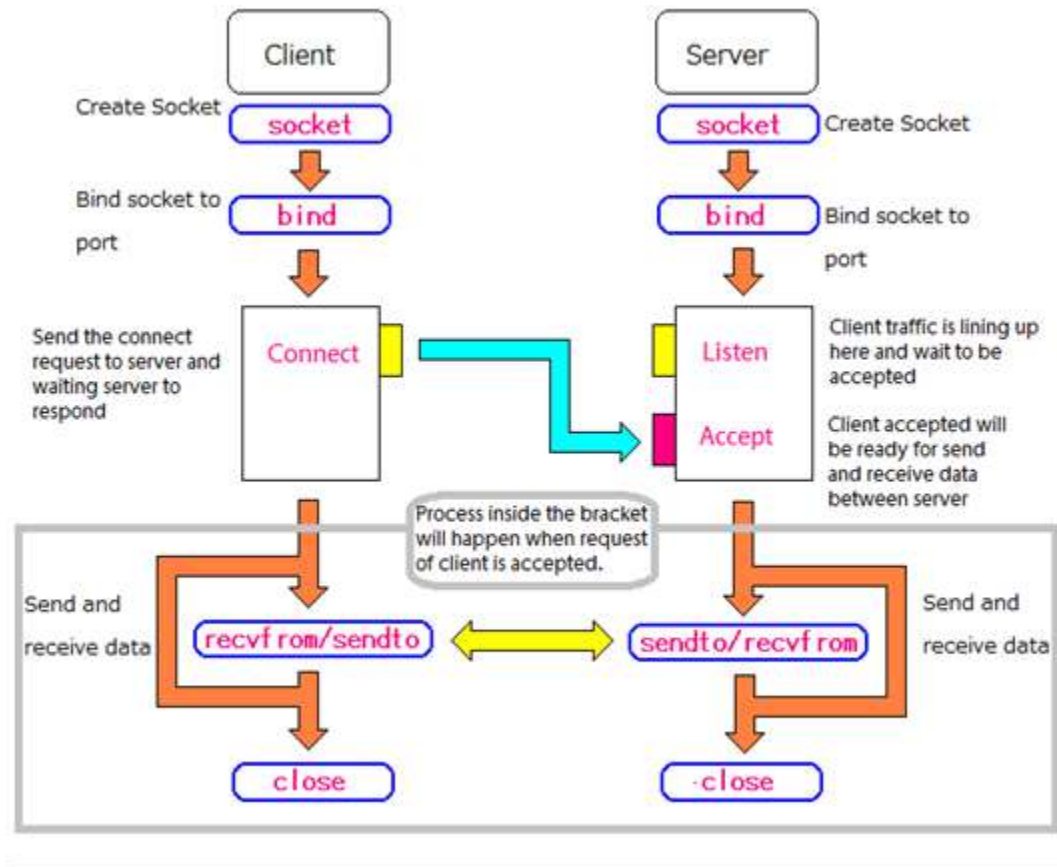 Client
Server
Create Socket
socket
socket
Create Socket
Bind socket to
port
bind
bind
Bind socket to
port
Send the connect
request to server and
waiting server to
respond
Connect
Listen
Client traffic is lining up
here and wait to be
accepted
Accept
Client accepted will
be ready for send
and receive data
between server
Process inside the bracket
will happen when request
of client is accepted.
Send and
receive data
recvfrom/sendto
sendto/recvfrom
Send and
receive data
close
close